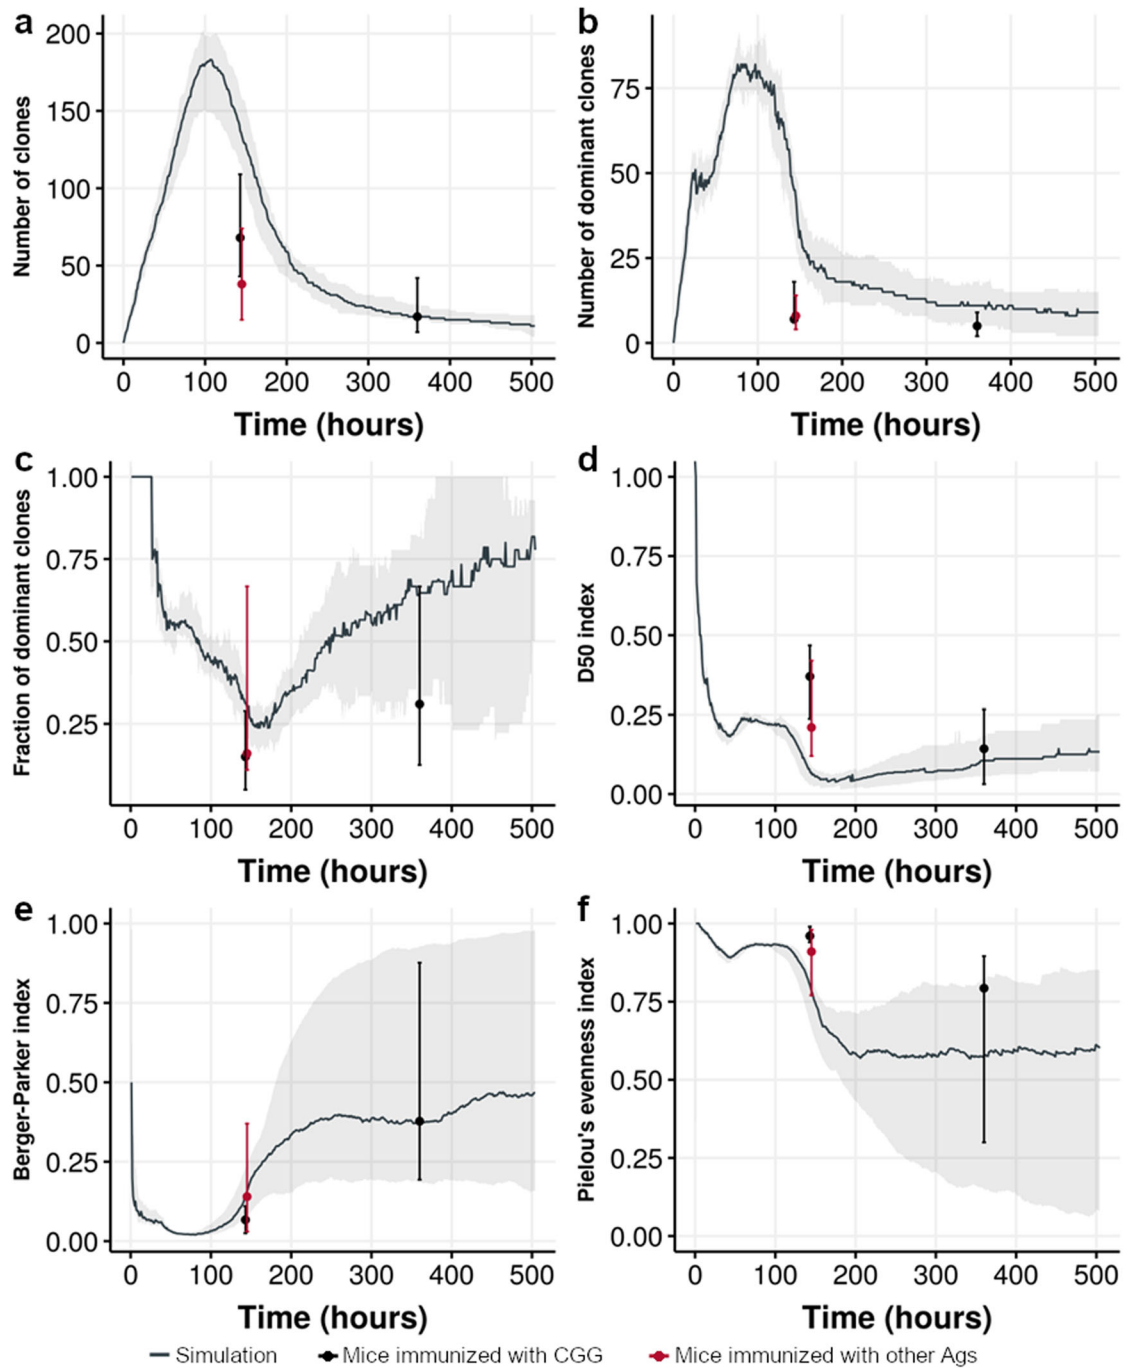 a
Number of clones
200
150
100
50
0
0 100 200 300 400 500
Time (hours)
b
Number of dominant clones
75
50
25
0
0 100 200 300 400 500
Time (hours)
c
Fraction of dominant clones
1.00
0.75
0.50
0.25
0 100 200 300 400 500
Time (hours)
d
D50 index
1.00
0.75
0.50
0.25
0.00
0 100 200 300 400 500
Time (hours)
e
Berger-Parker index
1.00
0.75
0.50
0.25
0.00
0 100 200 300 400 500
Time (hours)
f
Pielou's evenness index
1.00
0.75
0.50
0.25
0.00
0 100 200 300 400 500
Time (hours)
Simulation Mice immunized with CGG Mice immunized with other Ags